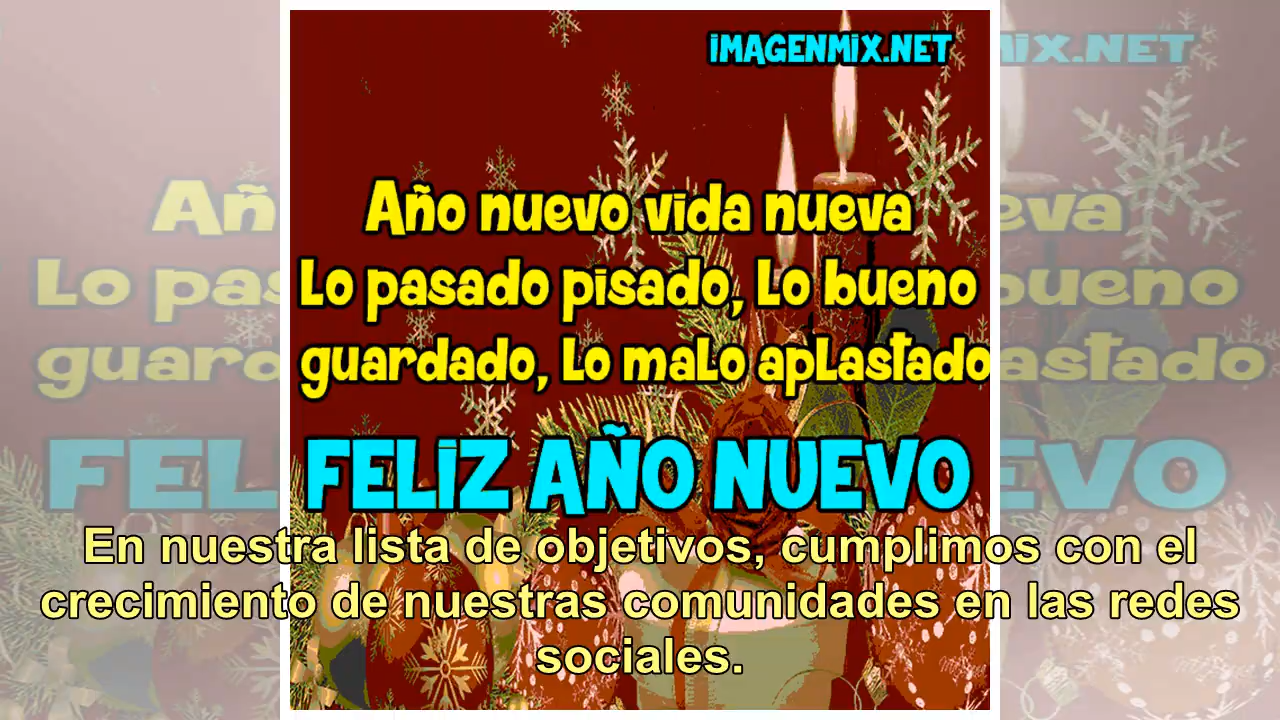 iMAGENMiX.NET
Año nuevo vida nueva
Lo pasado pisado, Lo bueno
guardado, Lo malo aplastado
FELiZ AÑO NUEVO
En nuestra lista de objetivos, cumplimos con el
crecimiento de nuestras comunidades en las redes
sociales.